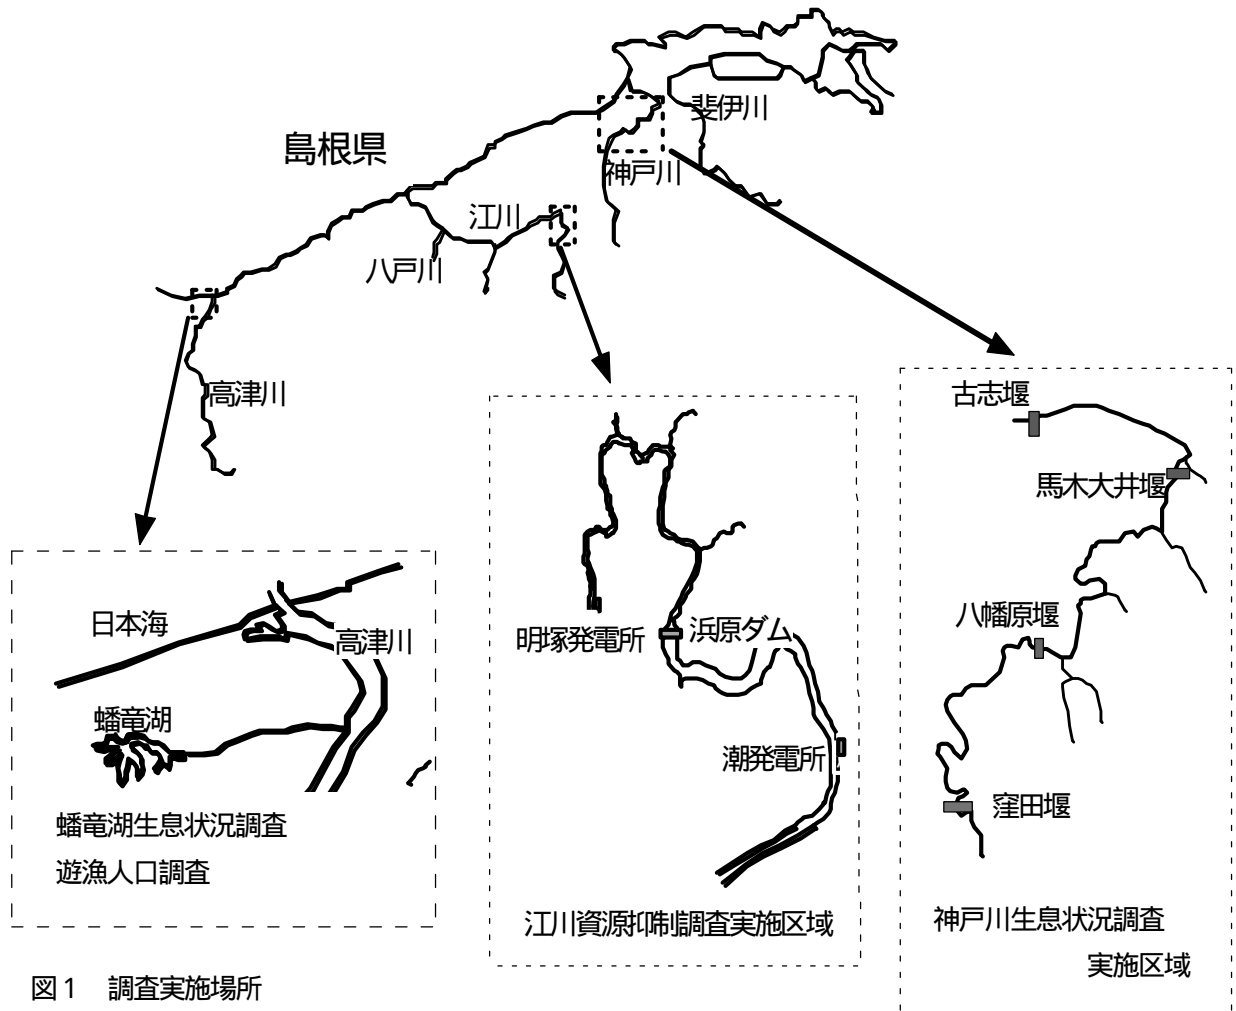 島根県
斐伊川
神戸川
江川
八戸川
高津川
日本海
高津川
蟠竜湖
蟠竜湖生息状況調査
遊漁人口調査
明塚発電所
浜原ダム
潮発電所
江川資源抑制調査実施区域
古志堰
馬木大井堰
八幡原堰
窪田堰
神戸川生息状況調査
実施区域
図1　調査実施場所